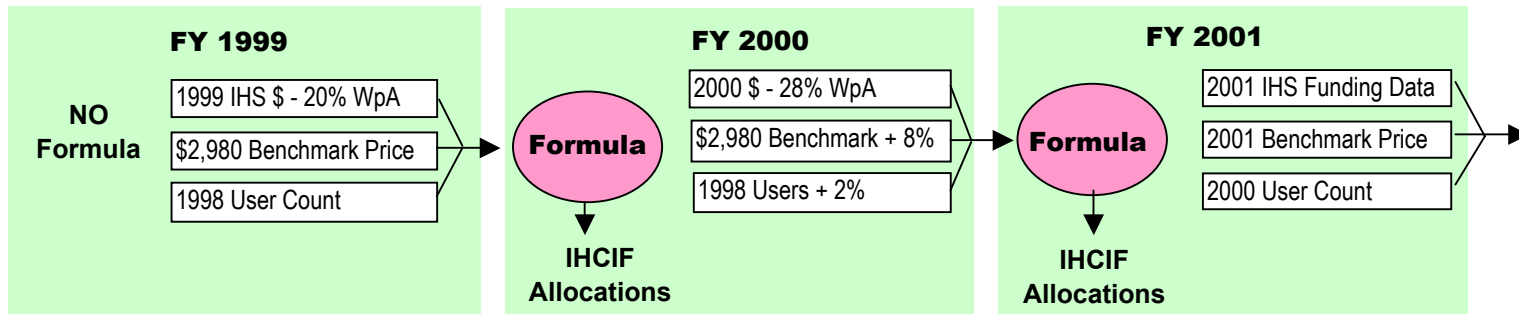 FY 1999
NO
Formula
1999 IHS $ - 20% WpA
$2,980 Benchmark Price
1998 User Count
FY 2000
Formula
IHCIF
Allocations
2000 $ - 28% WpA
$2,980 Benchmark + 8%
1998 Users + 2%
FY 2001
Formula
IHCIF
Allocations
2001 IHS Funding Data
2001 Benchmark Price
2000 User Count